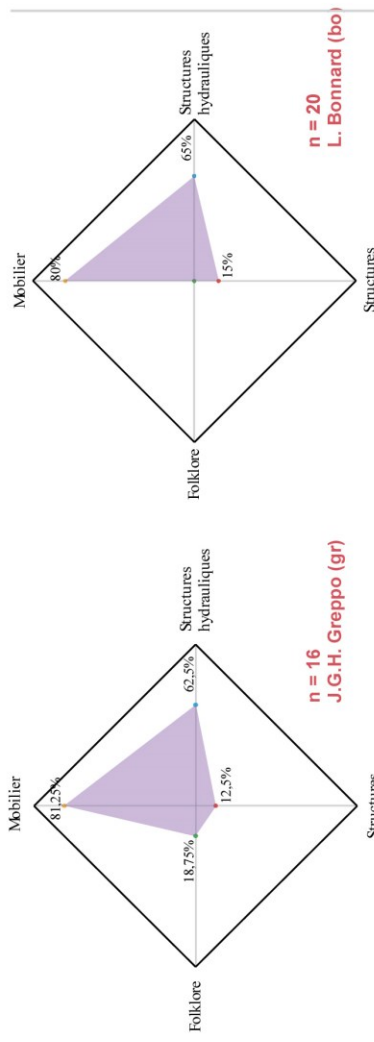 Mobilier
81,25%
Structures
hydrauliques
62,5%
12,5%
18,75%
Folklore
Structures
n = 16
J.G.H. Greppo (gr)
Mobilier
80%
Structures
hydrauliques
65%
15%
Folklore
Structures
n = 20
L. Bonnard (bo)